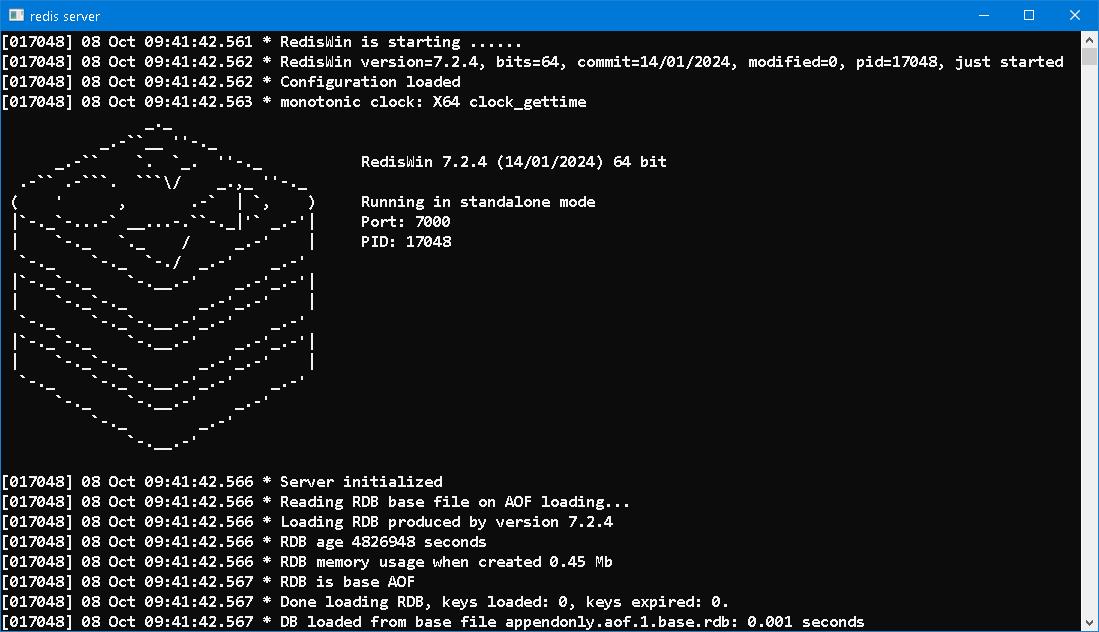 redis server
[017048] 08 Oct 09:41:42.561 * RedisWin is starting ......
[017048] 08 Oct 09:41:42.562 * RedisWin version=7.2.4, bits=64, commit=14/01/2024, modified=0, pid=17048, just started
[017048] 08 Oct 09:41:42.562 * Configuration loaded
[017048] 08 Oct 09:41:42.563 * monotonic clock: X64 clock_gettime
RedisWin 7.2.4 (14/01/2024) 64 bit
Running in standalone mode
Port: 7000
PID: 17048
[017048] 08 Oct 09:41:42.566 * Server initialized
[017048] 08 Oct 09:41:42.566 * Reading RDB base file on AOF loading...
[017048] 08 Oct 09:41:42.566 * Loading RDB produced by version 7.2.4
[017048] 08 Oct 09:41:42.566 * RDB age 4826948 seconds
[017048] 08 Oct 09:41:42.566 * RDB memory usage when created 0.45 Mb
[017048] 08 Oct 09:41:42.567 * RDB is base AOF
[017048] 08 Oct 09:41:42.567 * Done loading RDB, keys loaded: 0, keys expired: 0.
[017048] 08 Oct 09:41:42.567 * DB loaded from base file appendonly.aof.1.base.rdb: 0.001 seconds